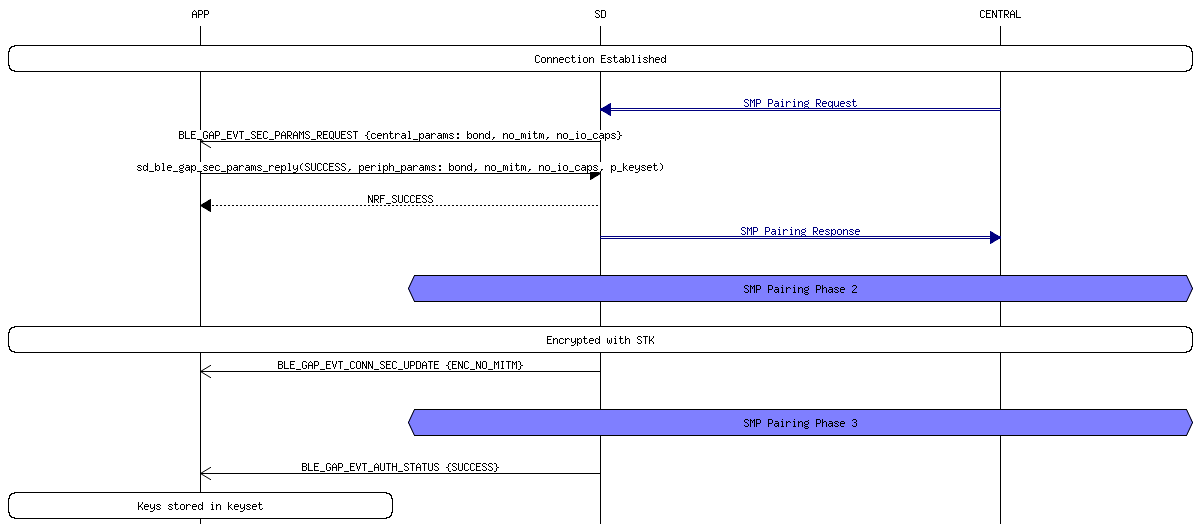 APP SD CENTRAL
Connection Established
SMP Pairing Request
BLE_GAP_EVT_SEC_PARAMS_REQUEST {central_params: bond, no_mitm, no_io_caps}
sd_ble_gap_sec_params_reply(SUCCESS, periph_params: bond, no_mitm, no_io_caps, p_keyset)
NRF_SUCCESS
SMP Pairing Response
SMP Pairing Phase 2
Encrypted with STK
BLE_GAP_EVT_CONN_SEC_UPDATE {ENC_NO_MITM}
SMP Pairing Phase 3
BLE_GAP_EVT_AUTH_STATUS {SUCCESS}
Keys stored in keyset